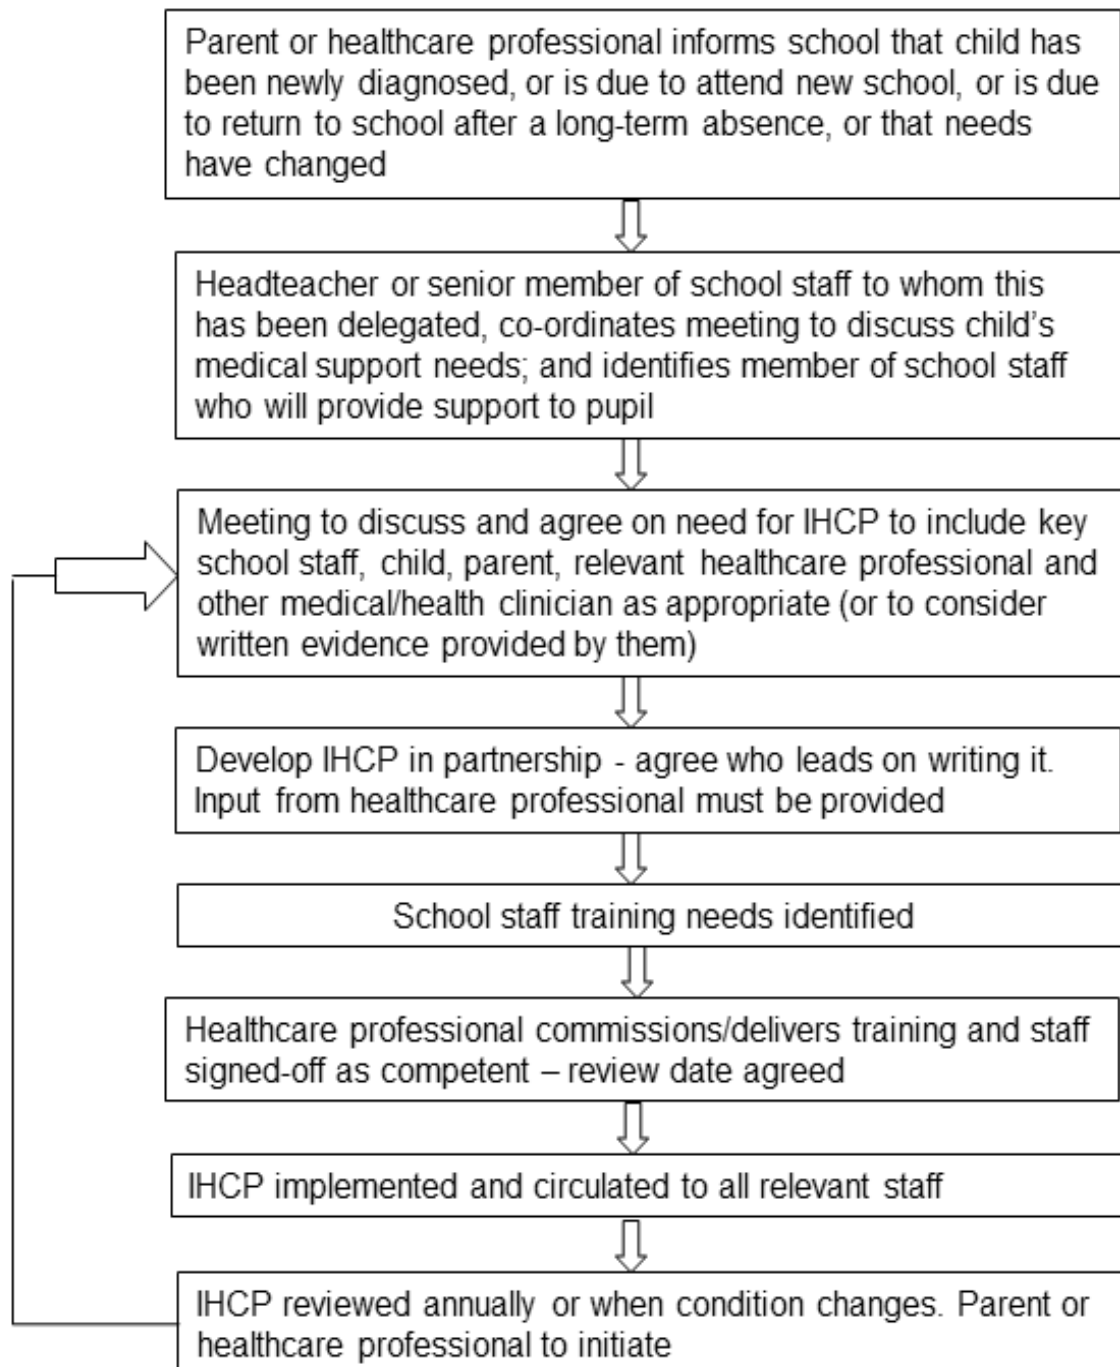 Parent or healthcare professional informs school that child has
been newly diagnosed, or is due to attend new school, or is due
to return to school after a long-term absence, or that needs
have changed
Headteacher or senior member of school staff to whom this
has been delegated, co-ordinates meeting to discuss child's
medical support needs; and identifies member of school staff
who will provide support to pupil
Meeting to discuss and agree on need for IHCP to include key
school staff, child, parent, relevant healthcare professional and
other medical/health clinician as appropriate (or to consider
written evidence provided by them)
Develop IHCP in partnership - agree who leads on writing it.
Input from healthcare professional must be provided
School staff training needs identified
Healthcare professional commissions/delivers training and staff
signed-off as competent – review date agreed
IHCP implemented and circulated to all relevant staff
IHCP reviewed annually or when condition changes. Parent or
healthcare professional to initiate